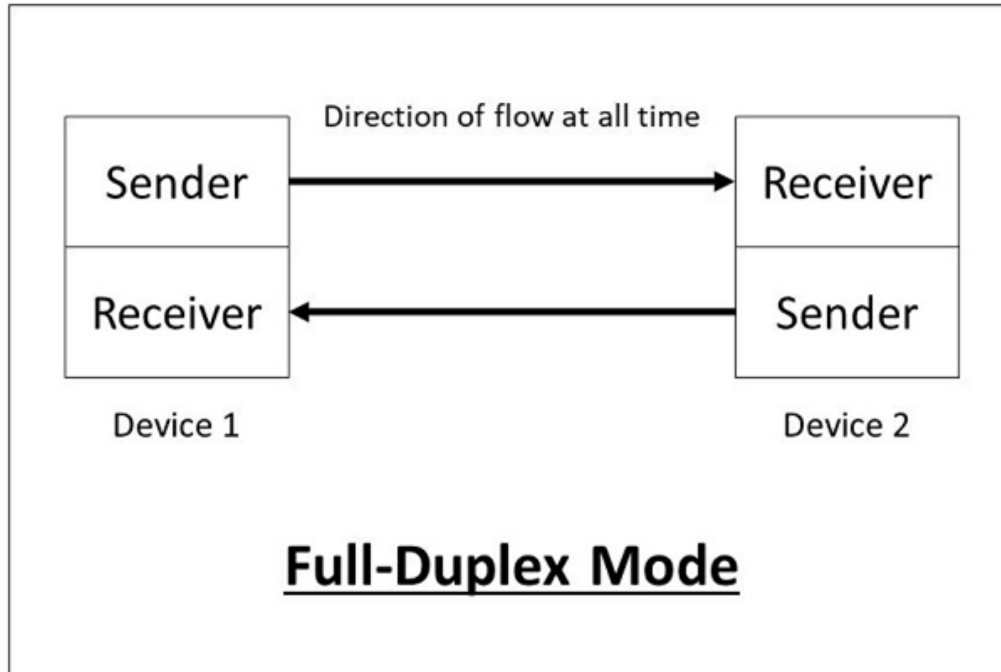 Direction of flow at all time
Sender
Receiver
Receiver
Sender
Device 1
Device 2
Full-Duplex Mode